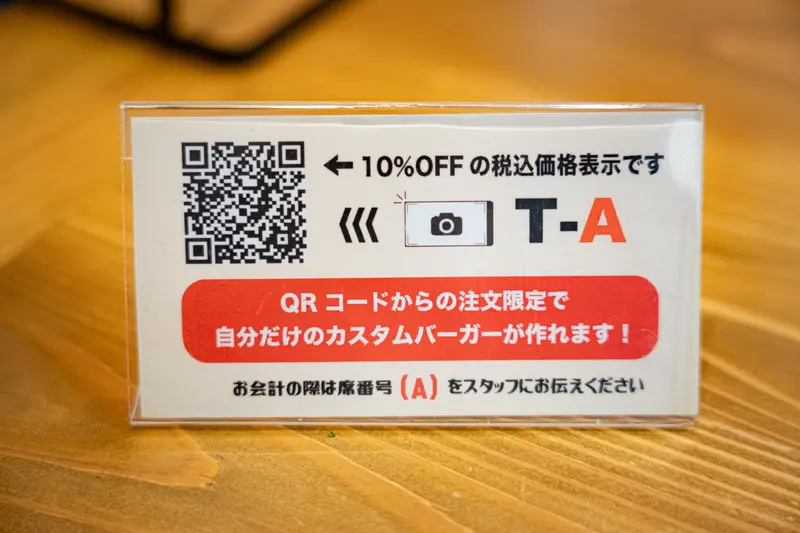 ← 10%OFF の税込価格表示です
T-A
QR コードからの注文限定で
自分だけのカスタムバーガーが作れます！
お会計の際は席番号(A)をスタッフにお伝えください